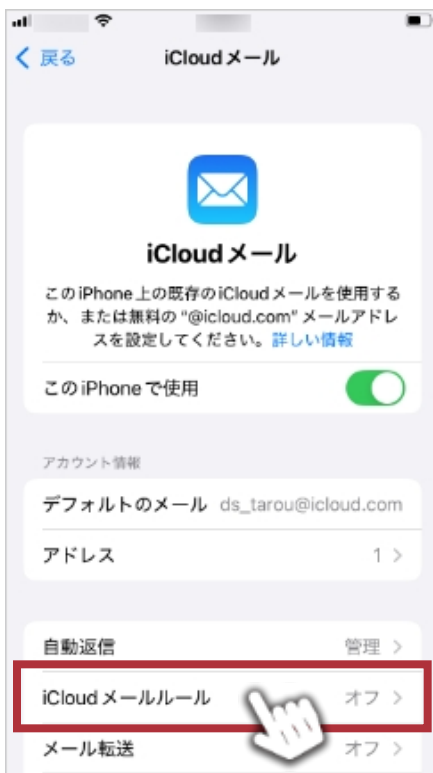 戻る
iCloudメール
iCloudメール
このiPhone上の既存のiCloudメールを使用する
か、または無料の “@icloud.com” メールアドレ
スを設定してください。詳しい情報
このiPhoneで使用
アカウント情報
デフォルトのメール ds_tarou@icloud.com
アドレス 1
自動返信 管理
iCloudメールルール オフ
メール転送 オフ